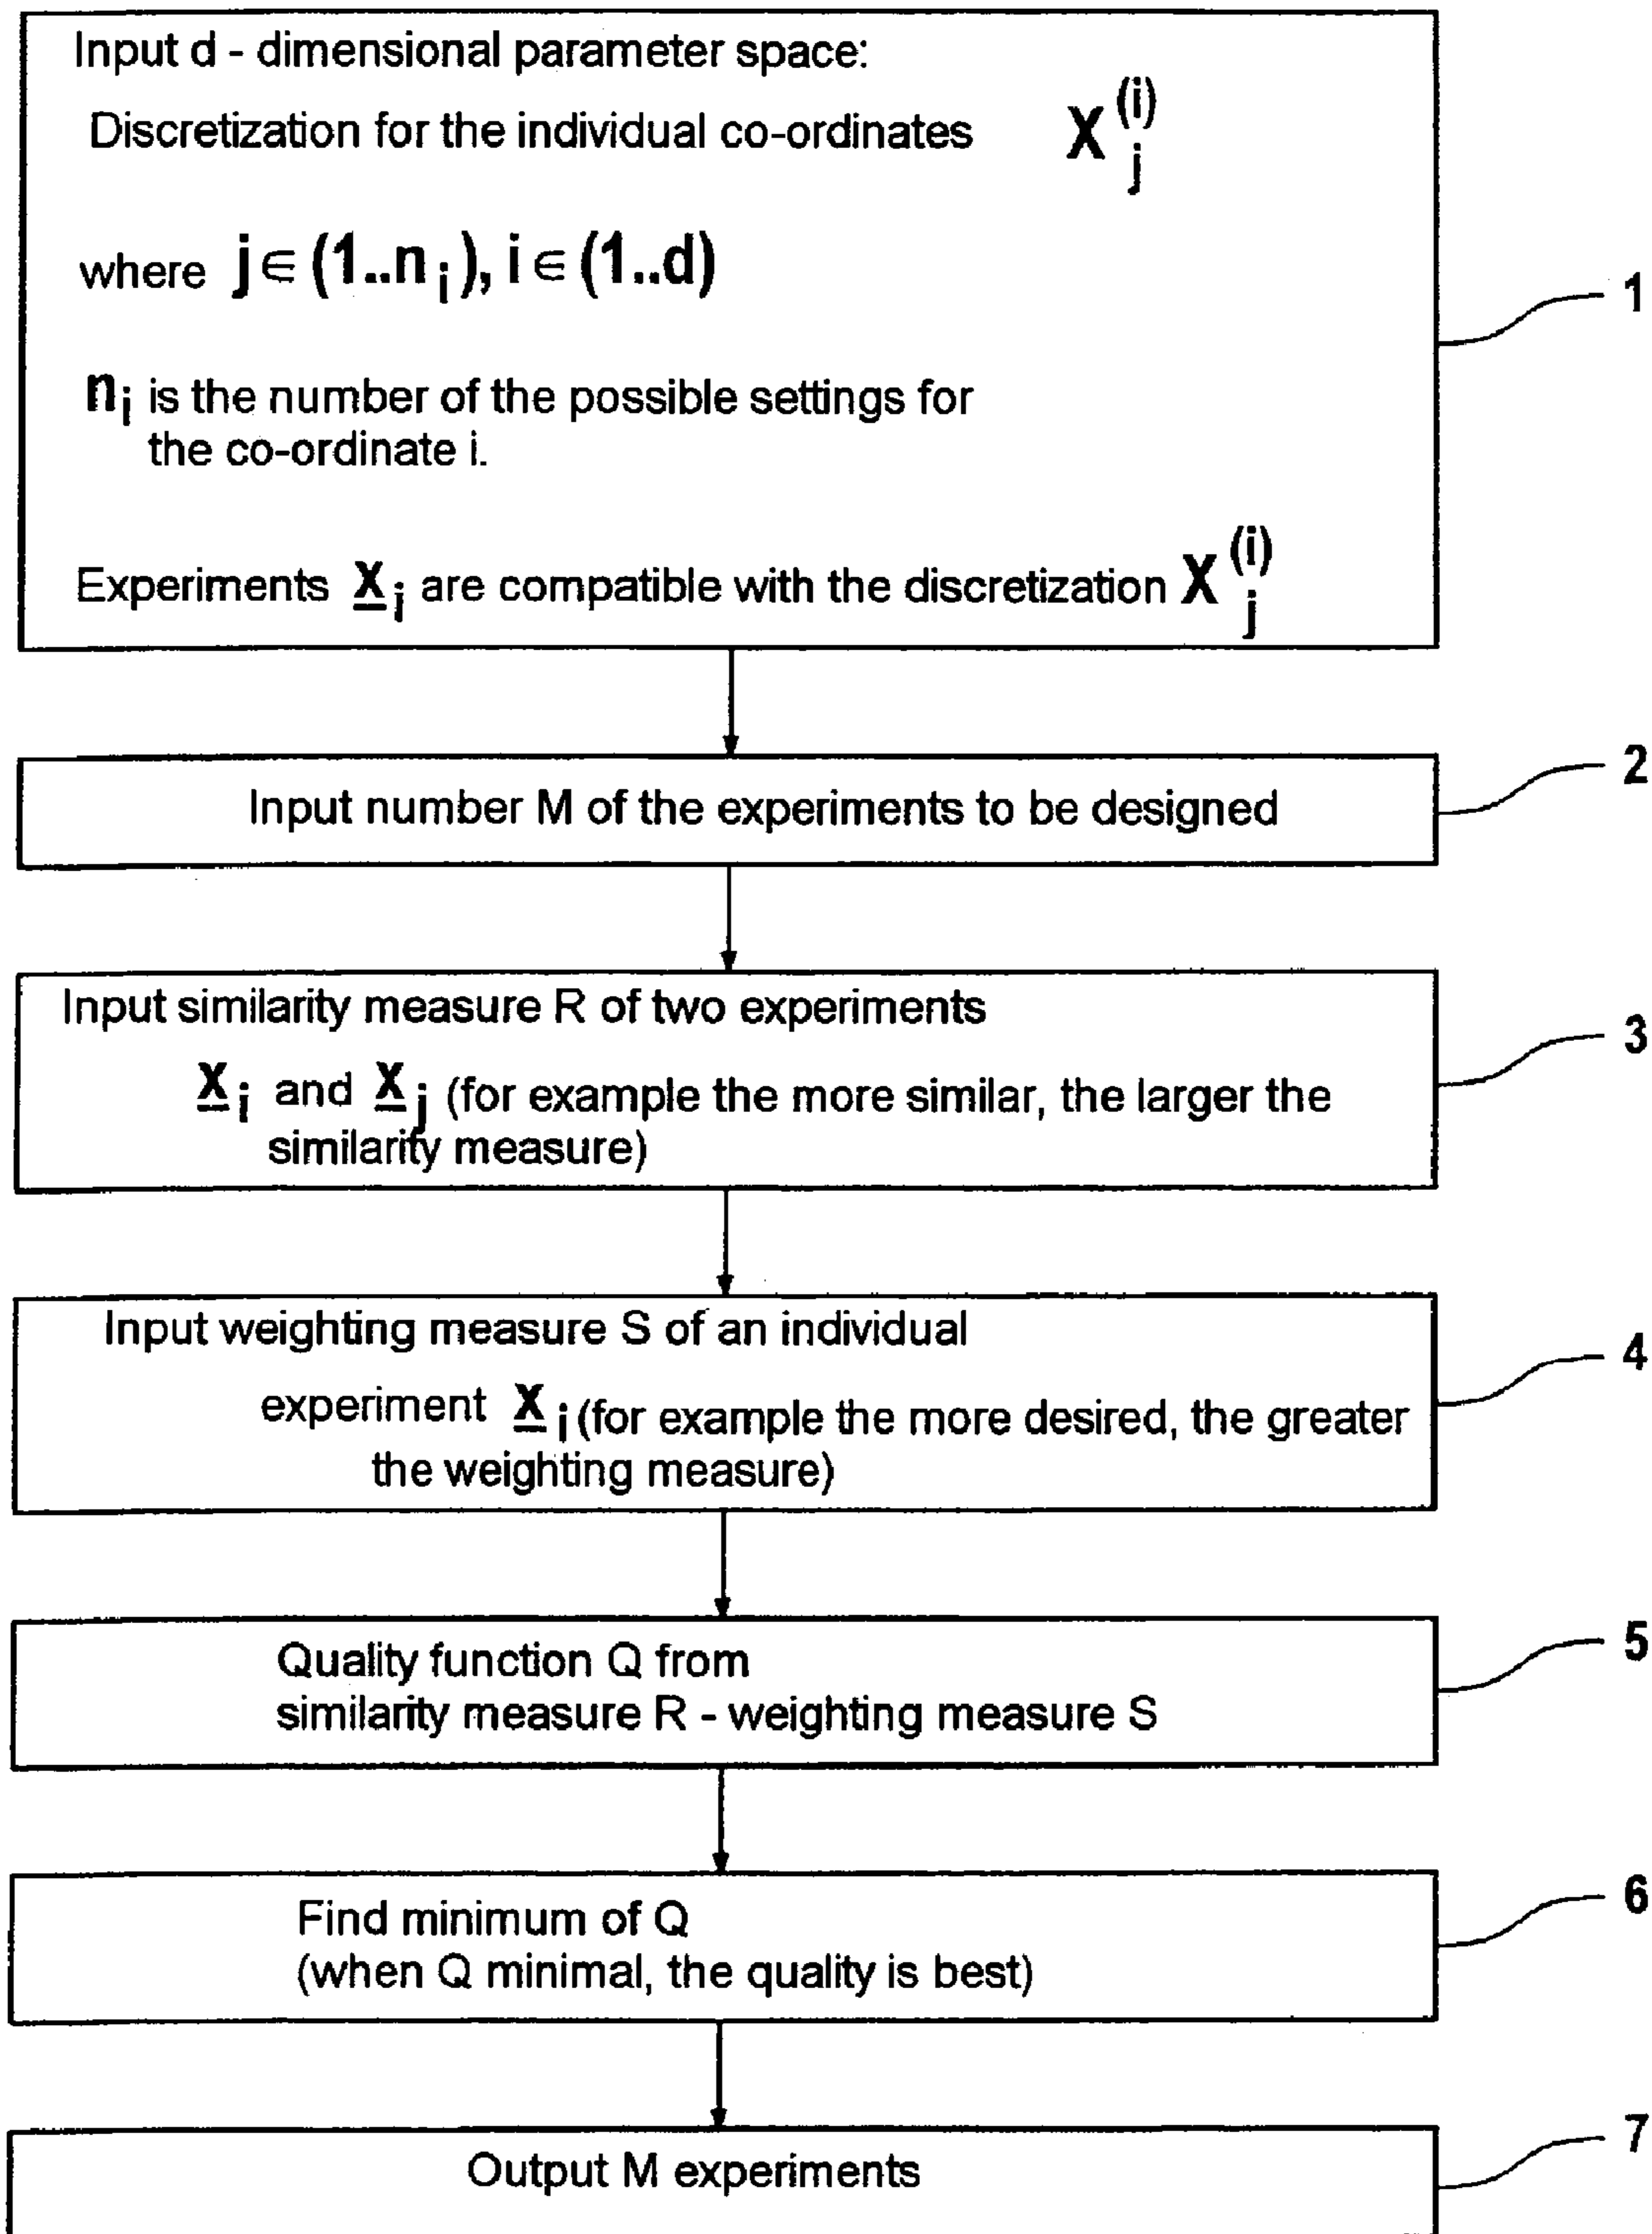 Input d - dimensional parameter space:
Discretization for the individual co-ordinates X_j^(i)
where j ∈ (1..n_i), i ∈ (1..d)
1
n_i is the number of the possible settings for
the co-ordinate i.
Experiments X_i are compatible with the discretization X_j^(i)
2
Input number M of the experiments to be designed
Input similarity measure R of two experiments
3
X_i and X_j (for example the more similar, the larger the
similarity measure)
Input weighting measure S of an individual
4
experiment X_i (for example the more desired, the greater
the weighting measure)
5
Quality function Q from
similarity measure R - weighting measure S
6
Find minimum of Q
(when Q minimal, the quality is best)
7
Output M experiments